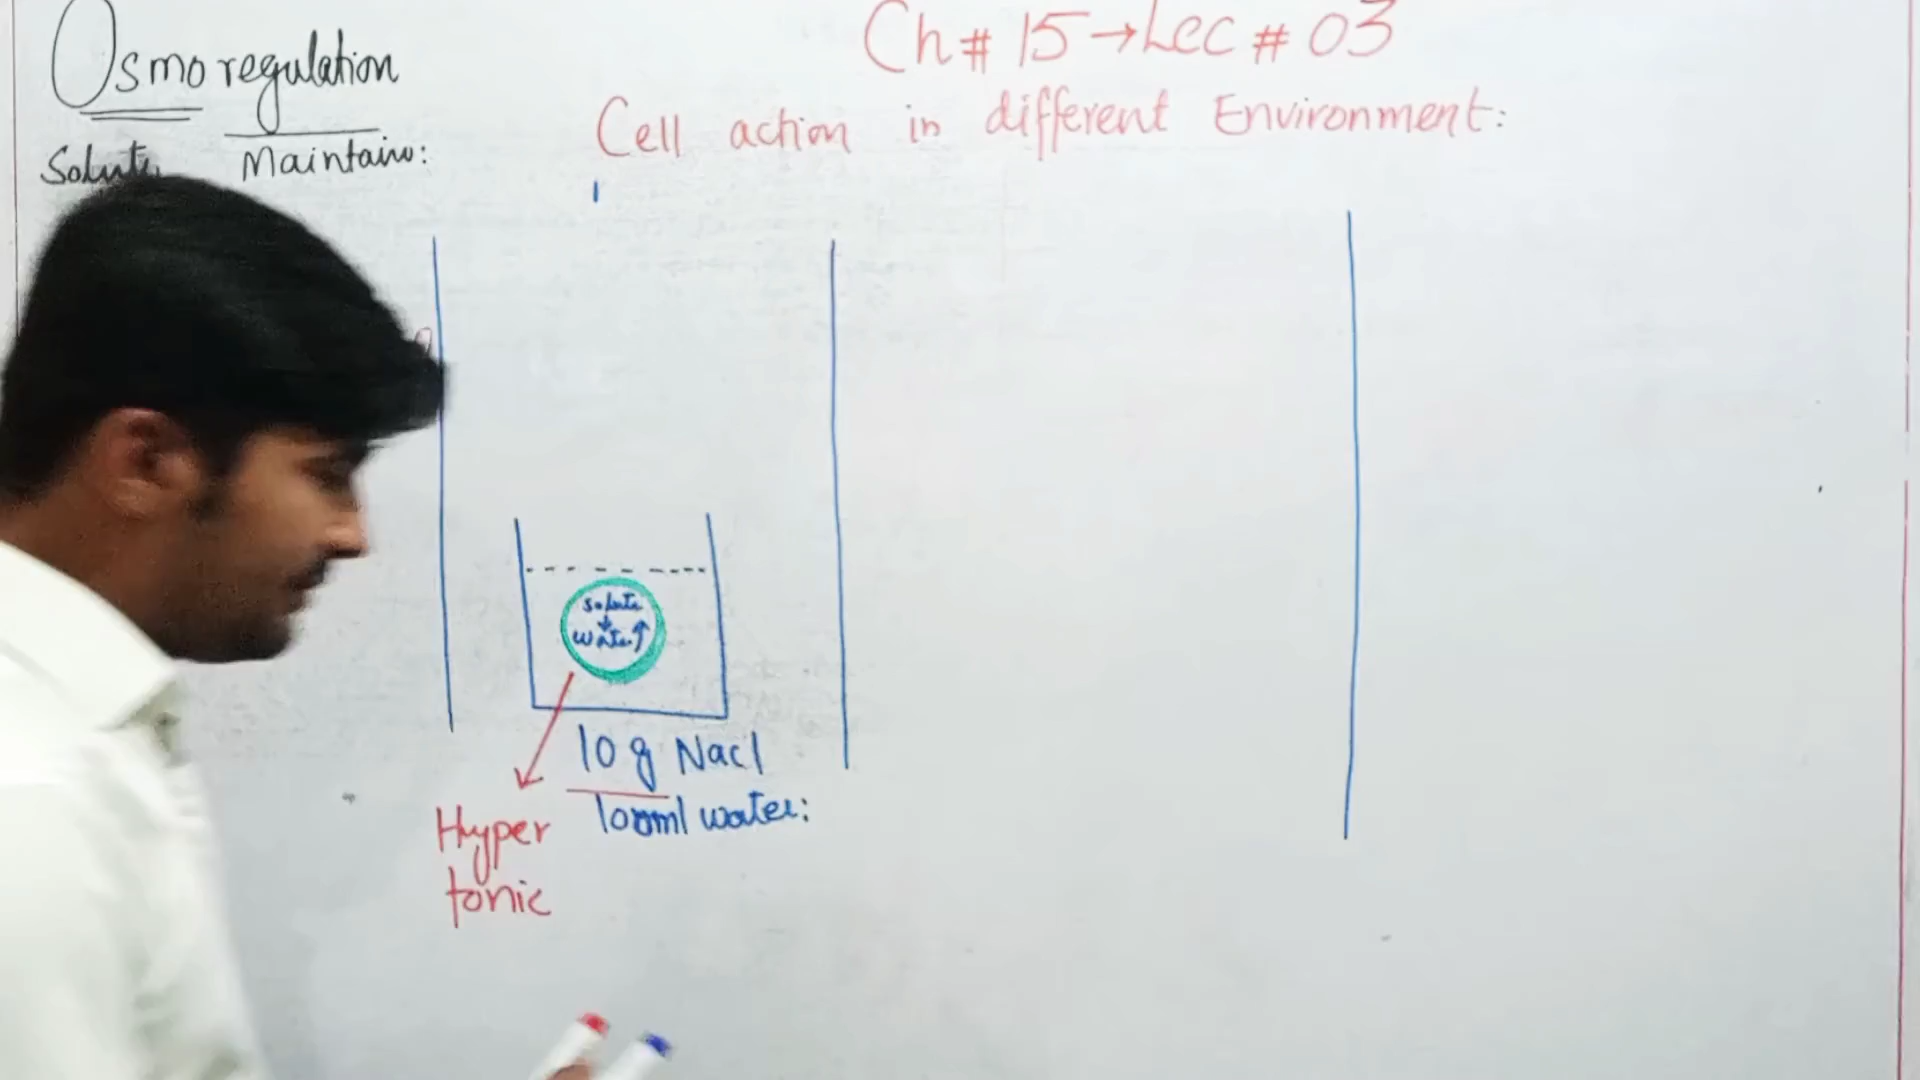 Osmoregulation
Ch # 15 → Lec # 03
Solute Maintain:
Cell action in different Environment:
solute
water ↑
10 g Nacl
100ml water:
Hyper
tonic